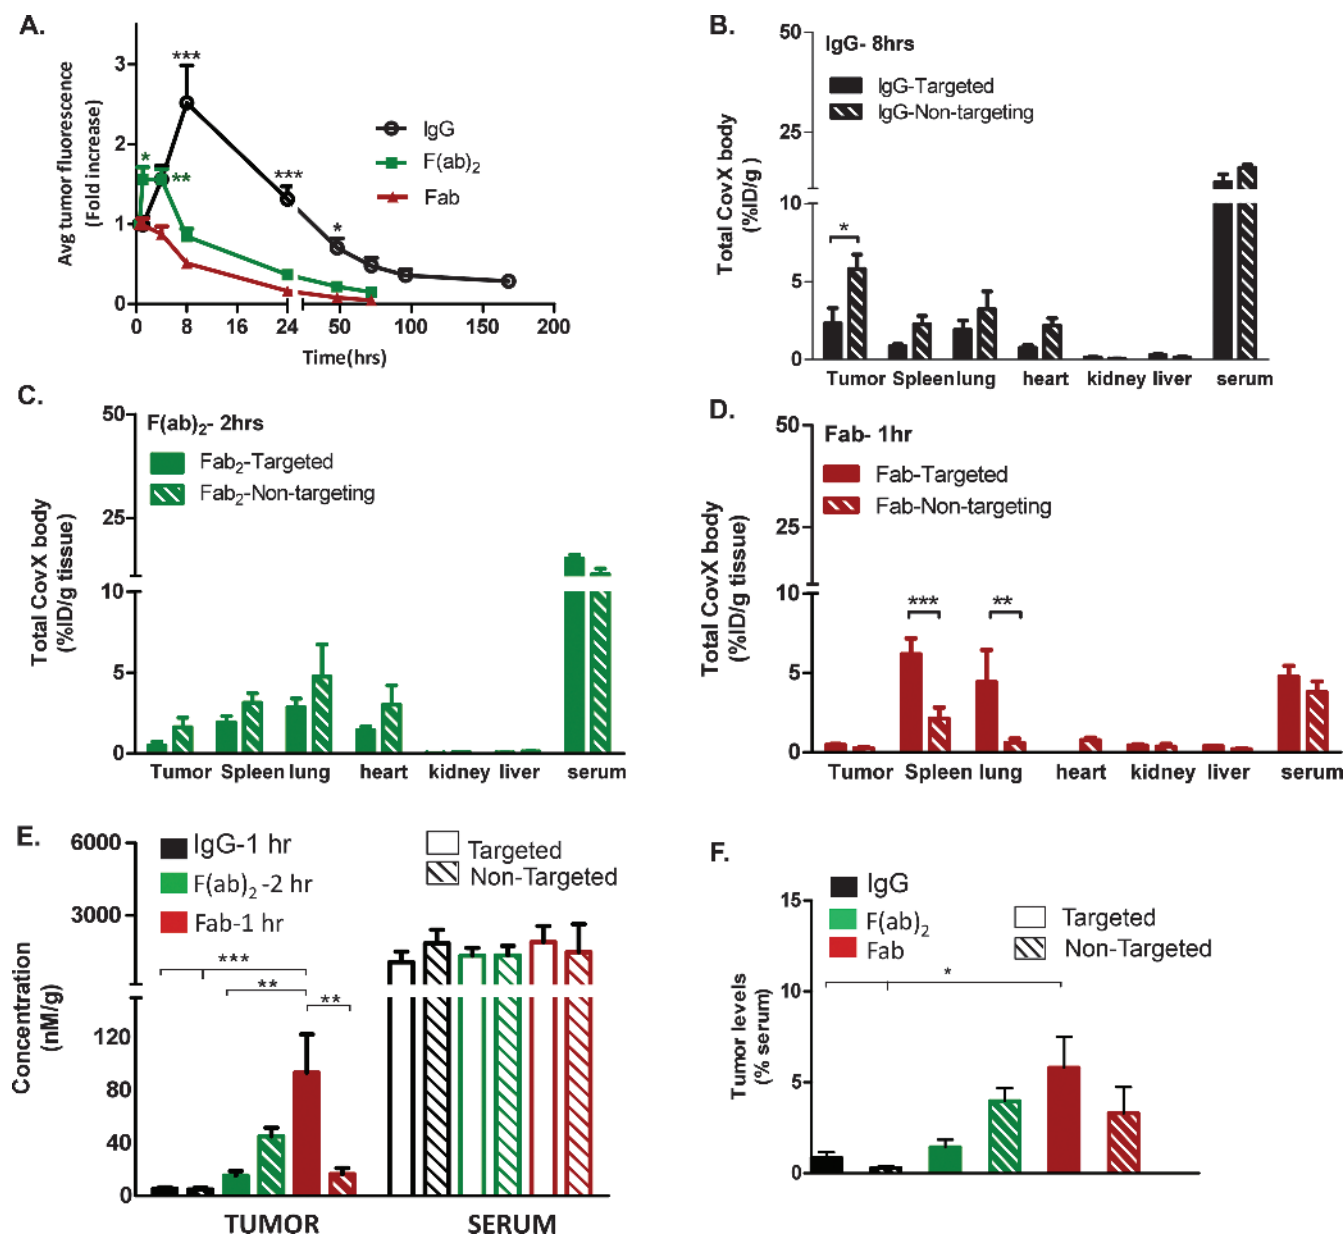 A.
Avg tumor fluorescence
(Fold increase)
3
2
1
0
***
*
**
***
*
IgG
F(ab)2
Fab
0 8 16 24 50 100 150 200
Time(hrs)
B.
IgG- 8hrs
IgG-Targeted
IgG-Non-targeting
Total CovX body
(%ID/g )
50
25
10
5
0
*
Tumor Spleen lung heart kidney liver serum
C.
F(ab)2- 2hrs
Fab2-Targeted
Fab2-Non-targeting
Total CovX body
(%ID/g tissue)
50
25
10
5
0
Tumor Spleen lung heart kidney liver serum
D.
Fab- 1hr
Fab-Targeted
Fab-Non-targeting
Total CovX body
(%ID/g tissue)
50
25
10
5
0
***
**
Tumor Spleen lung heart kidney liver serum
E.
IgG-1 hr
F(ab)2 -2 hr
Fab-1 hr
Targeted
Non-Targeted
Concentration
(nM/g)
6000
3000
120
80
40
0
***
**
**
TUMOR SERUM
F.
IgG
F(ab)2
Fab
Targeted
Non-Targeted
Tumor levels
(% serum)
15
10
5
0
*